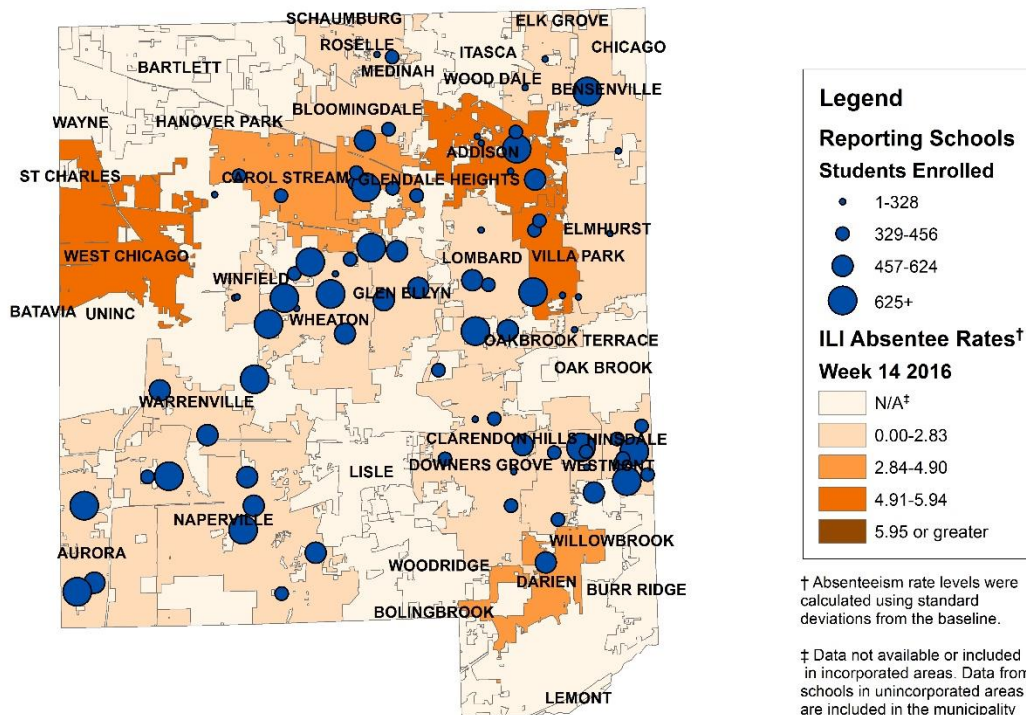 SCHAUMBURG
ELK GROVE
ROSELLE
ITASCA
CHICAGO
BARTLETT
MEDINAH
WOOD DALE
BENSENVILLE
BLOOMINGDALE
WAYNE
HANOVER PARK
ADDISON
ST CHARLES
CAROL STREAM
GLENDALE HEIGHTS
ELMHURST
WEST CHICAGO
LOMBARD
VILLA PARK
WINFIELD
GLEN ELLYN
BATAVIA
UNINC
WHEATON
OAKBROOK TERRACE
OAK BROOK
WARRENVILLE
CLARENDON HILLS
HINSDALE
LISLE
DOWNERS GROVE
WESTMONT
NAPERVILLE
AURORA
WILLOWBROOK
WOODRIDGE
DARIEN
BURR RIDGE
BOLINGBROOK
LEMONT
Legend
Reporting Schools
Students Enrolled
1-328
329-456
457-624
625+
ILI Absentee Rates†
Week 14 2016
N/A‡
0.00-2.83
2.84-4.90
4.91-5.94
5.95 or greater
† Absenteeism rate levels were
calculated using standard
deviations from the baseline.
‡ Data not available or included
in incorporated areas. Data from
schools in unincorporated areas
are included in the municipality